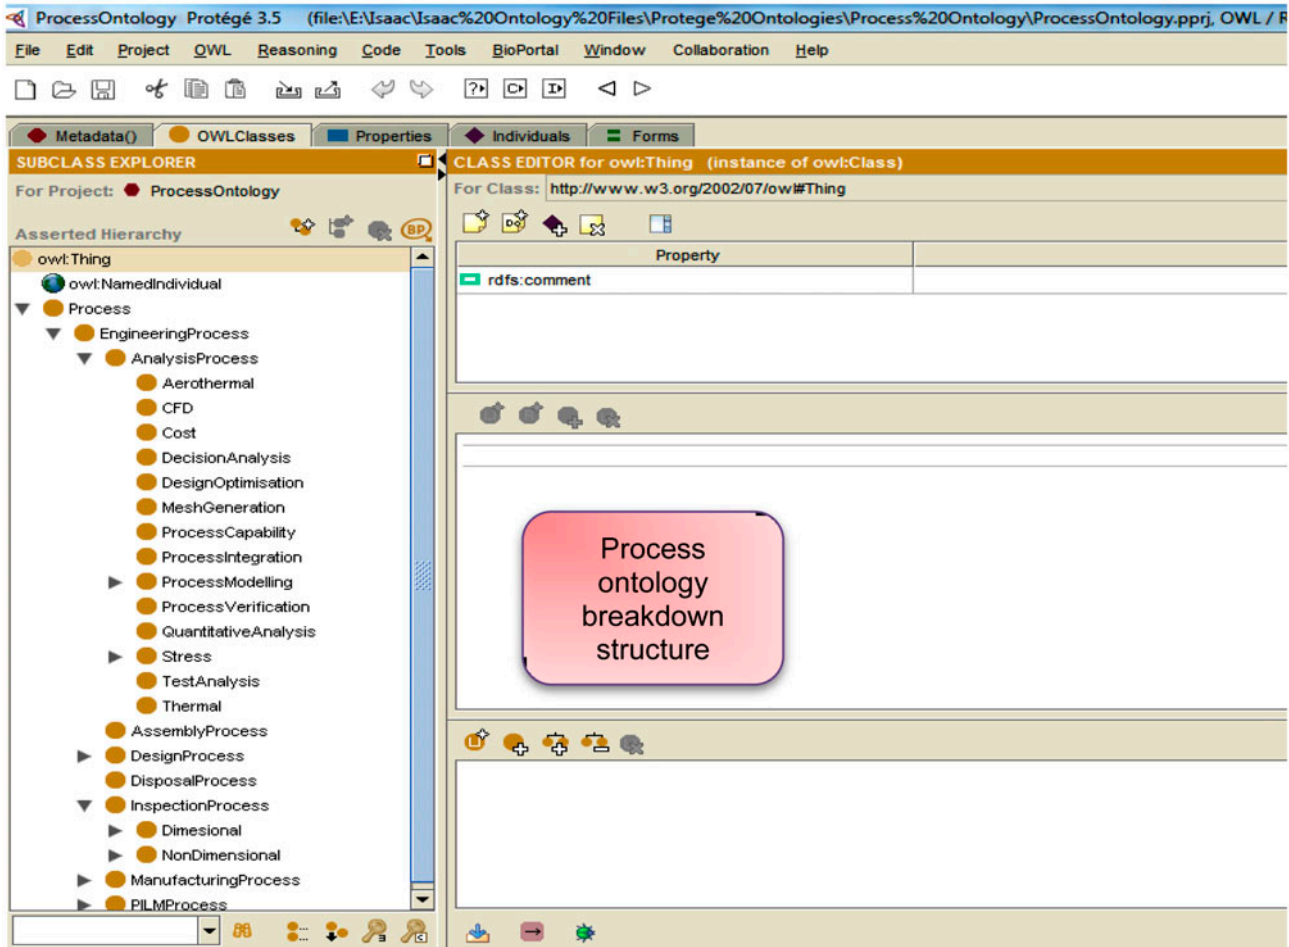 ProcessOntology Protégé 3.5 (file:\E:\Isaac\Isaac%20Ontology%20Files\Protege%20Ontologies\Process%20Ontology\ProcessOntology.pprj, OWL / R
File Edit Project OWL Reasoning Code Tools BioPortal Window Collaboration Help
Metadata() OWLClasses Properties Individuals Forms
SUBCLASS EXPLORER
For Project: ProcessOntology
Asserted Hierarchy
BP
owl:Thing
owl:NamedIndividual
Process
EngineeringProcess
AnalysisProcess
Aerothermal
CFD
Cost
DecisionAnalysis
DesignOptimisation
MeshGeneration
ProcessCapability
ProcessIntegration
ProcessModelling
ProcessVerification
QuantitativeAnalysis
Stress
TestAnalysis
Thermal
AssemblyProcess
DesignProcess
DisposalProcess
InspectionProcess
Dimesional
NonDimensional
ManufacturingProcess
PILMProcess
CLASS EDITOR for owl:Thing (instance of owl:Class)
For Class: http://www.w3.org/2002/07/owl#Thing
Property
rdfs:comment
Process
ontology
breakdown
structure